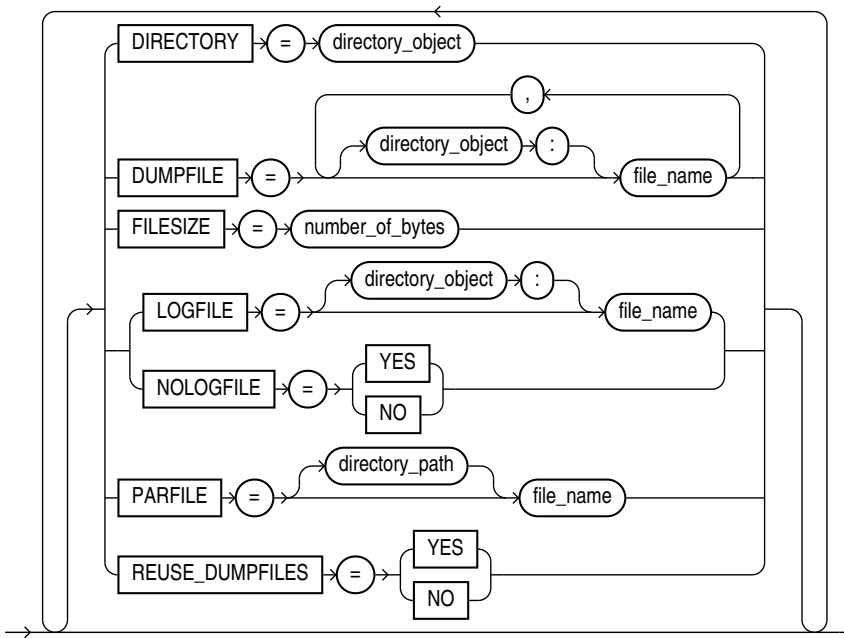 DIRECTORY = directory_object
,
directory_object :
DUMPFILE = file_name
FILESIZE = number_of_bytes
directory_object :
LOGFILE = file_name
YES
NOLOGFILE =
NO
directory_path
PARFILE = file_name
YES
REUSE_DUMPFILES =
NO